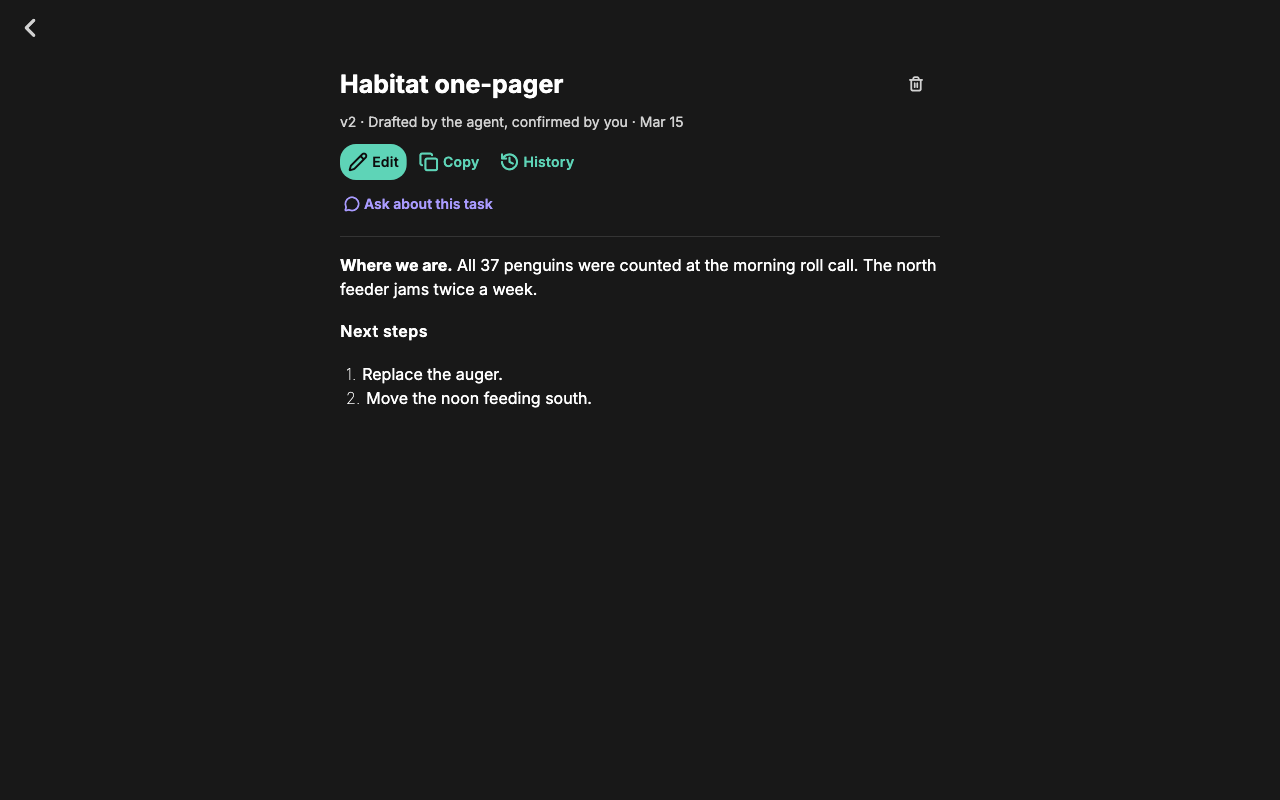 Habitat one-pager
v2 · Drafted by the agent, confirmed by you · Mar 15
Edit Copy History
Ask about this task
Where we are. All 37 penguins were counted at the morning roll call. The north
feeder jams twice a week.
Next steps
1. Replace the auger.
2. Move the noon feeding south.